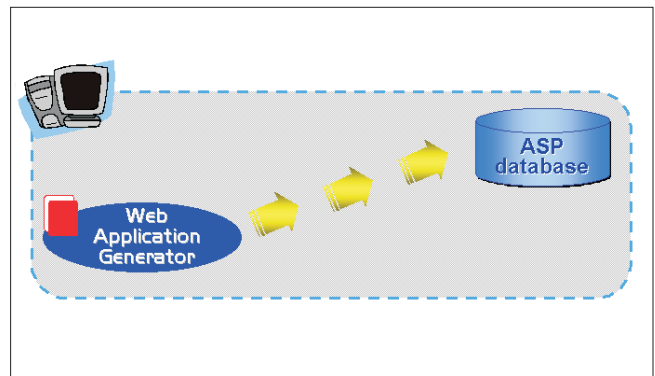 ASP
database
Web
Application
Generator